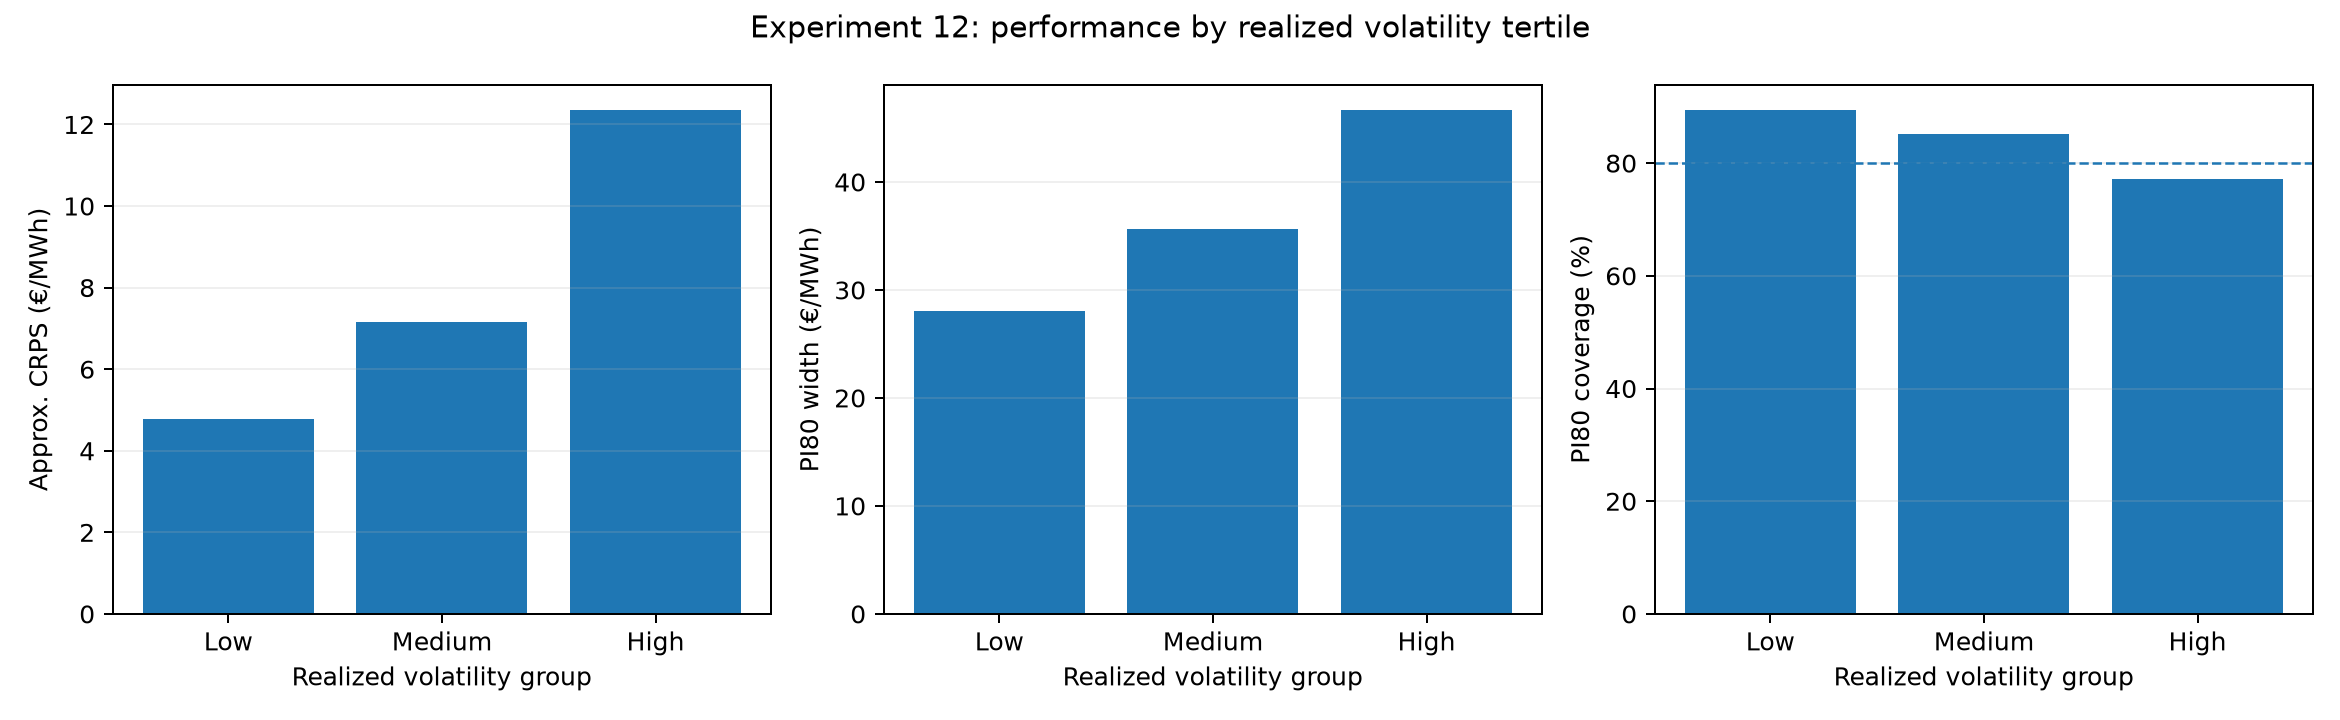 Experiment 12: performance by realized volatility tertile
Approx. CRPS (€/MWh)
12
10
8
6
4
2
0
Low Medium High
Realized volatility group
PI80 width (€/MWh)
40
30
20
10
0
Low Medium High
Realized volatility group
PI80 coverage (%)
80
60
40
20
0
Low Medium High
Realized volatility group